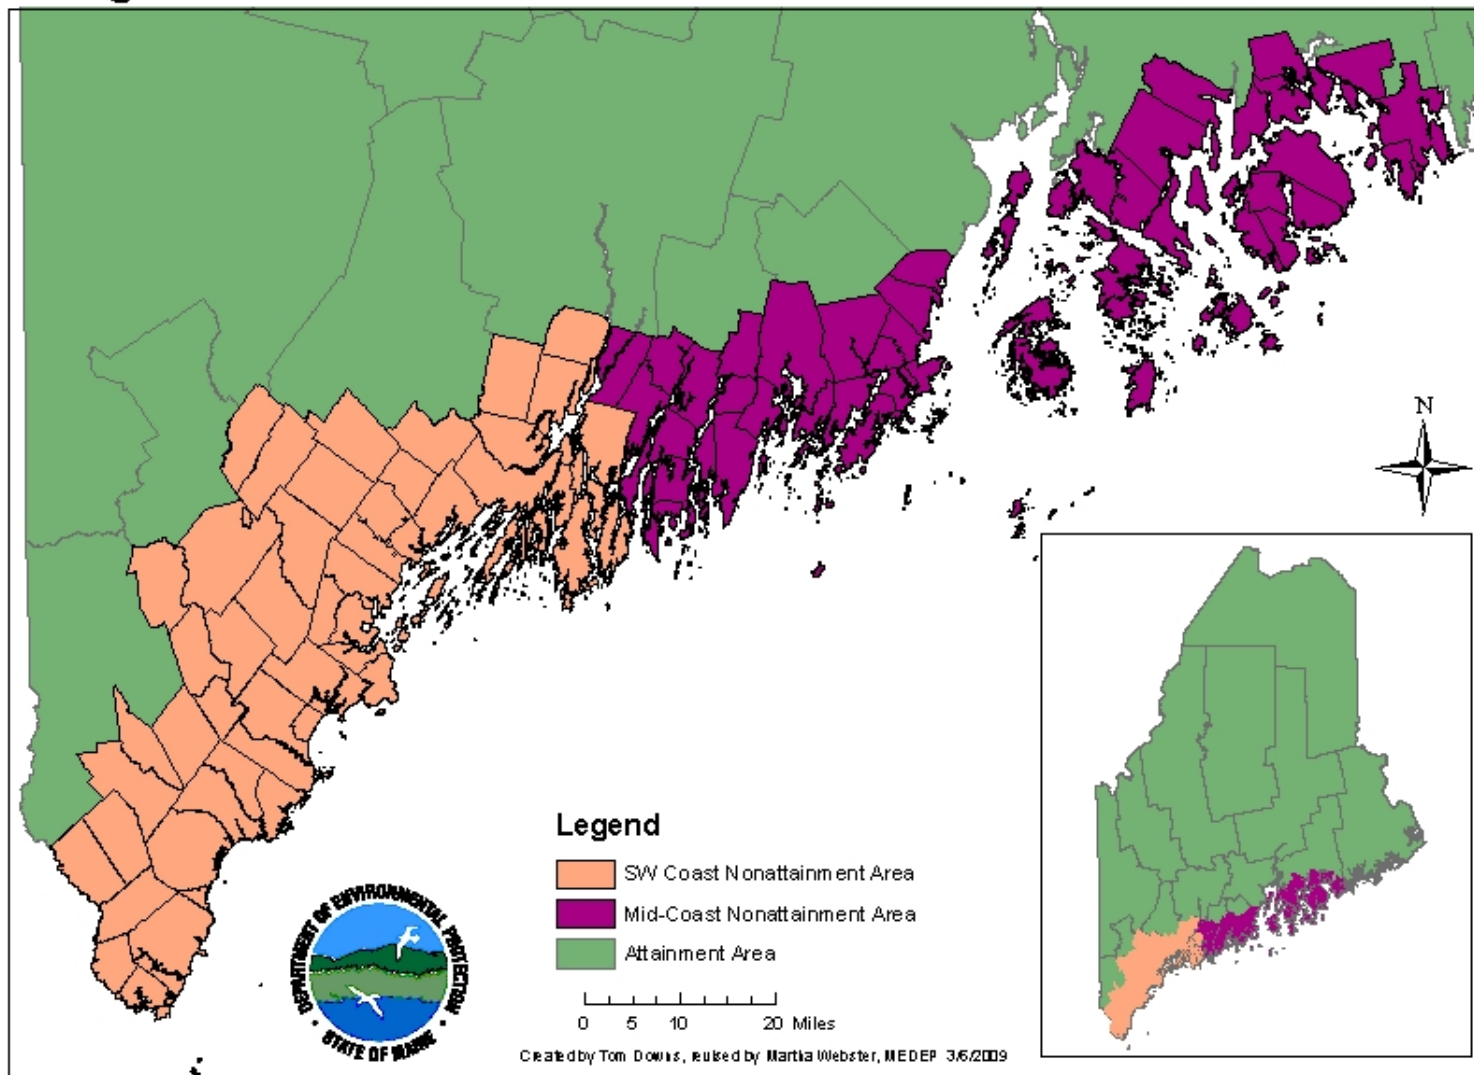 N
Legend
SW Coast Nonattainment Area
Mid-Coast Nonattainment Area
Attainment Area
0 5 10 20 Miles
DEPARTMENT OF ENVIRONMENTAL PROTECTION
• STATE OF MAINE •
Created by Tom Downs, revised by Martha Webster, MEDEP 3/6/2009